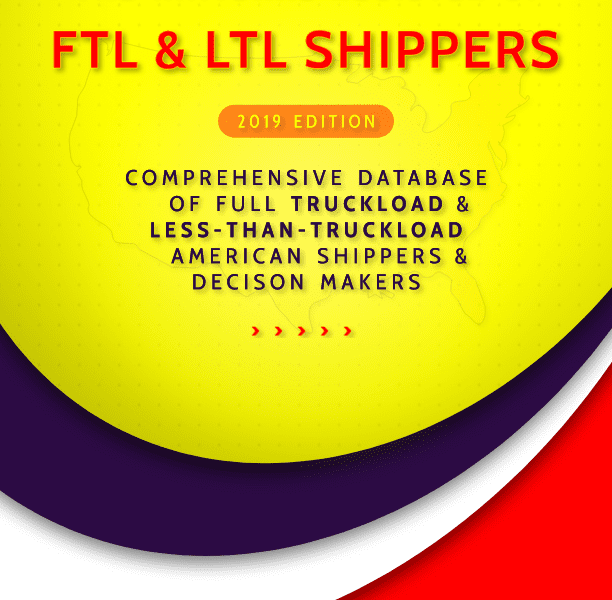 FTL & LTL SHIPPERS
2019 EDITION
COMPREHENSIVE DATABASE
OF FULL TRUCKLOAD &
LESS-THAN-TRUCKLOAD
AMERICAN SHIPPERS &
DECISON MAKERS